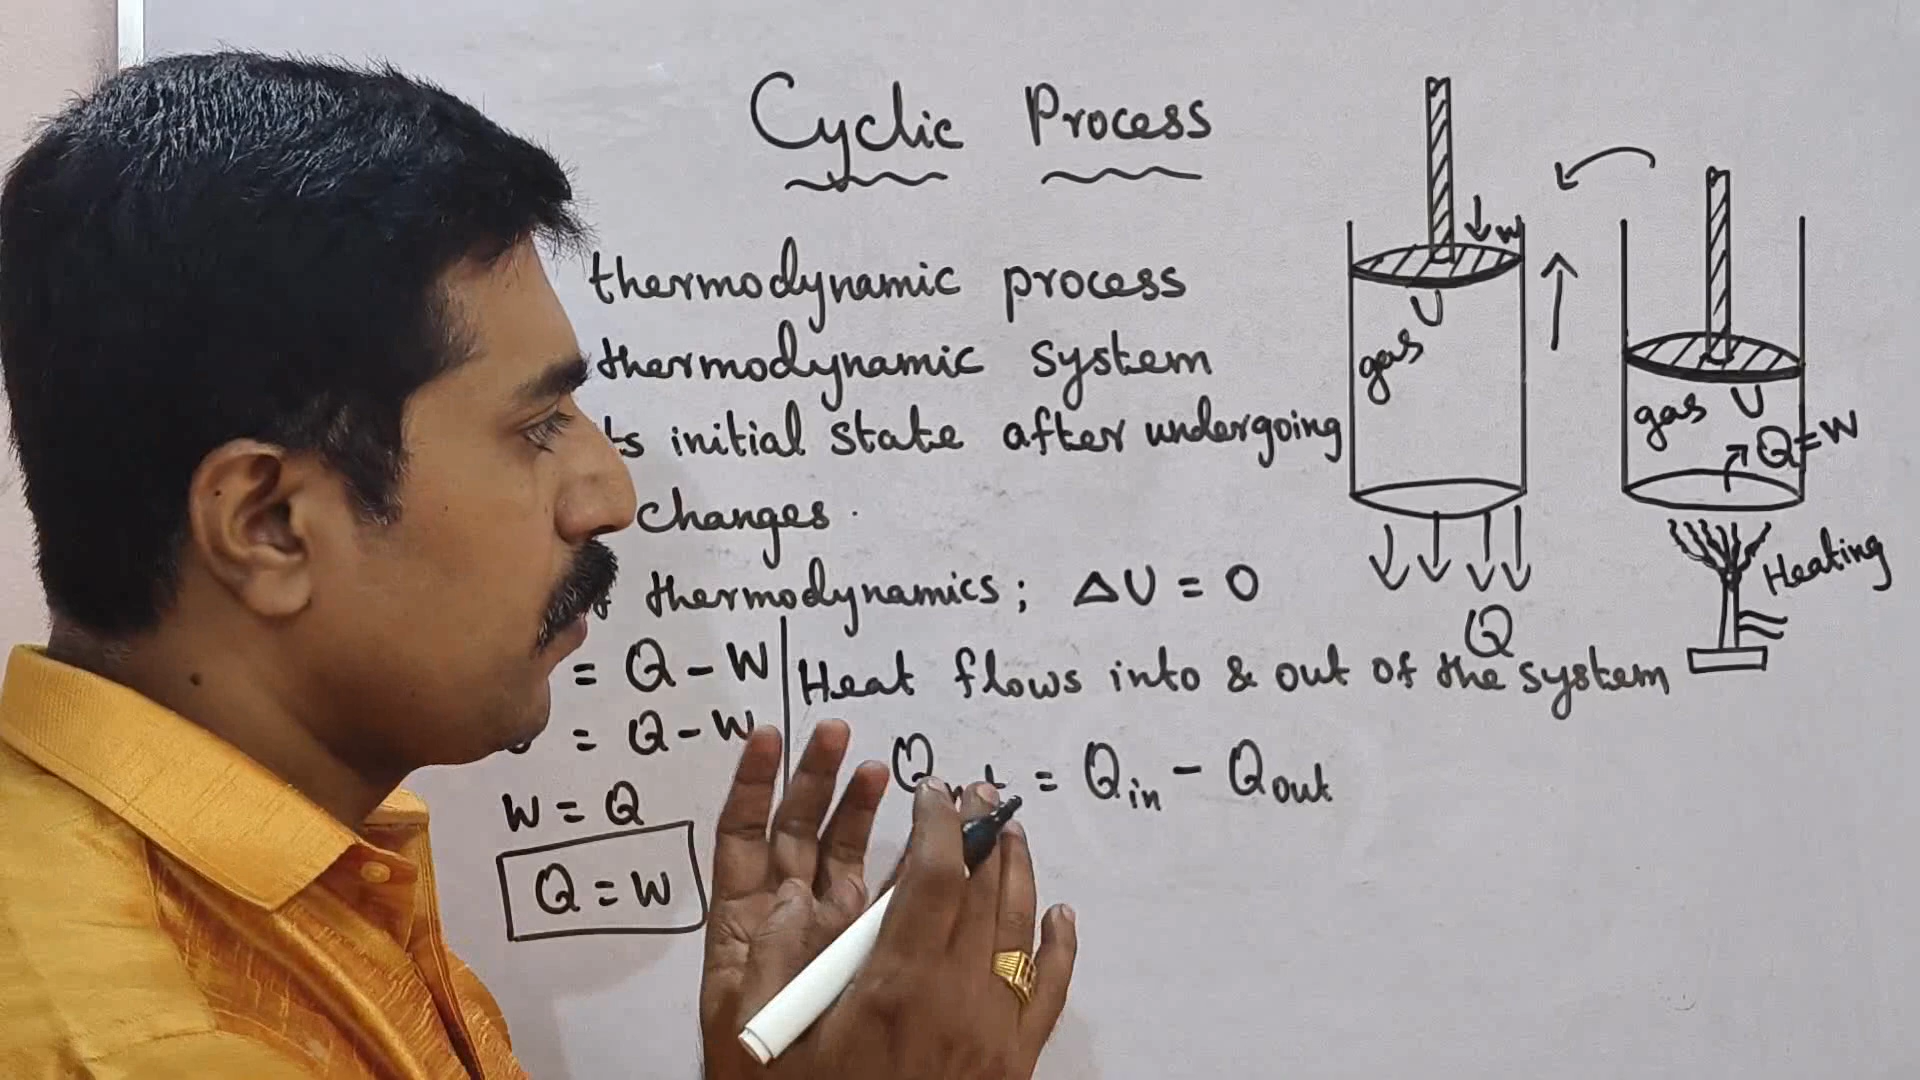 Cyclic Process
thermodynamic process
thermodynamic system
initial state after undergoing
changes.
thermodynamics; ΔU = 0
= Q - W
= Q - W
W = Q
Q = W
Heat flows into & out of the system
= Qin - Qout
W
U
gas
Q
gas U
Q = W
Heating